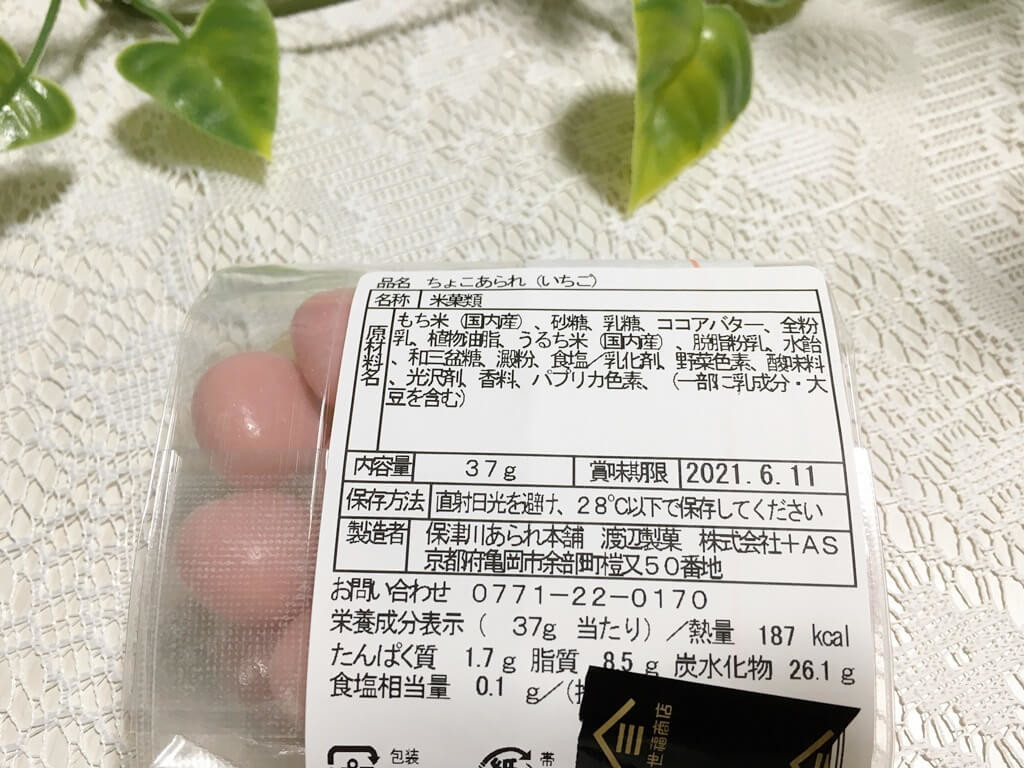 品名 ちょこあられ（いちご）
名称 米菓類
原材料名 もち米（国内産）、砂糖、乳糖、ココアバター、全粉
乳、植物油脂、うるち米（国内産）、脱脂粉乳、水飴
、和三盆糖、澱粉、食塩／乳化剤、野菜色素、酸味料
、光沢剤、香料、パプリカ色素、（一部に乳成分・大
豆を含む）
内容量 37g 賞味期限 2021.6.11
保存方法 直射日光を避け、28℃以下で保存してください
製造者 保津川あられ本舗 渡辺製菓 株式会社＋AS
京都府亀岡市余部町榿又50番地
お問い合わせ 0771-22-0170
栄養成分表示（ 37g 当たり）／熱量 187 kcal
たんぱく質 1.7g 脂質 8.5g 炭水化物 26.1g
食塩相当量 0.1 g／(
世福商店
包装
紙 帯